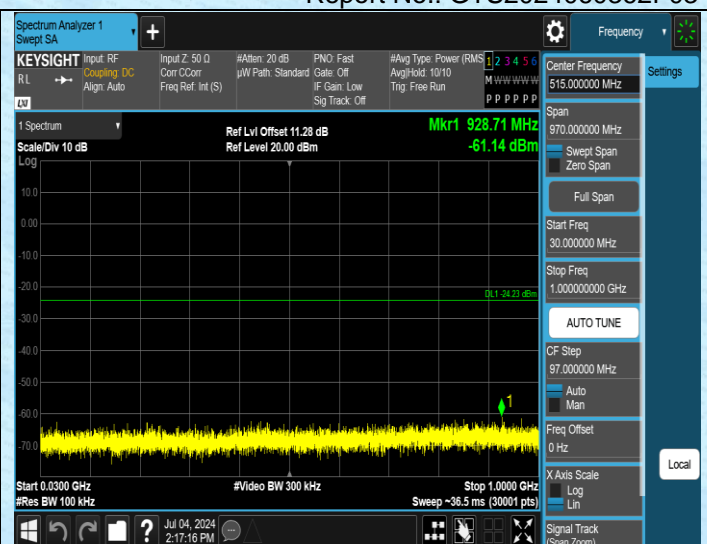 Spectrum Analyzer 1
Swept SA
+
Frequency
KEYSIGHT
RL
LXI
Input: RF
Coupling: DC
Align: Auto
Input Z: 50 Ω
Corr CCorr
Freq Ref: Int (S)
#Atten: 20 dB
µW Path: Standard
PNO: Fast
Gate: Off
IF Gain: Low
Sig Track: Off
#Avg Type: Power (RMS
Avg|Hold: 10/10
Trig: Free Run
1 2 3 4 5 6
M W W W W W
P P P P P P
1 Spectrum
Scale/Div 10 dB
Log
Ref Lvl Offset 11.28 dB
Ref Level 20.00 dBm
Mkr1 928.71 MHz
-61.14 dBm
10.0
0.00
-10.0
-20.0
DL1 -24.23 dBm
-30.0
-40.0
-50.0
1
-60.0
-70.0
Start 0.0300 GHz
#Res BW 100 kHz
#Video BW 300 kHz
Stop 1.0000 GHz
Sweep ~36.5 ms (30001 pts)
?
Jul 04, 2024
2:17:16 PM
Center Frequency
515.000000 MHz
Settings
Span
970.000000 MHz
Swept Span
Zero Span
Full Span
Start Freq
30.000000 MHz
Stop Freq
1.000000000 GHz
AUTO TUNE
CF Step
97.000000 MHz
Auto
Man
Freq Offset
0 Hz
X Axis Scale
Log
Lin
Local
Signal Track
(Span Zoom)